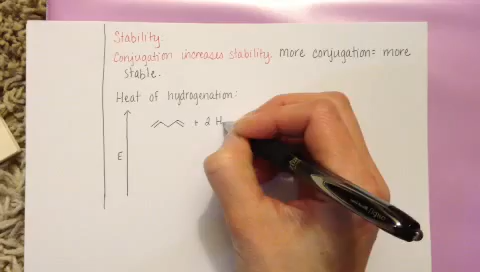 Stability.
Conjugation increases stability. more conjugation= more
stable.
Heat of hydrogenation:
+ 2 H
E